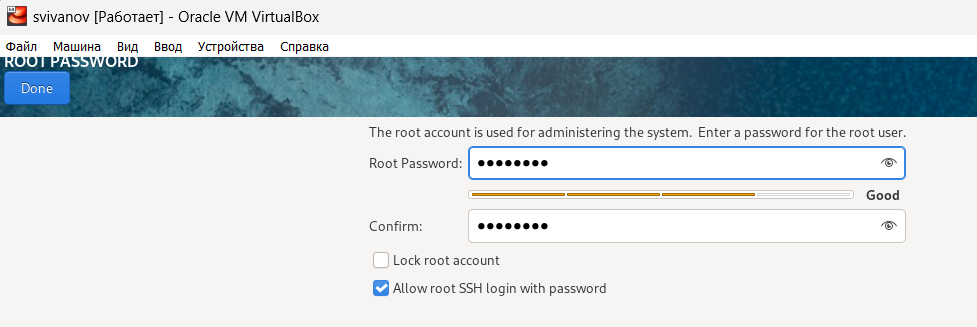 svivanov [Работает] - Oracle VM VirtualBox
Файл Машина Вид Ввод Устройства Справка
ROOT PASSWORD
Done
The root account is used for administering the system. Enter a password for the root user.
Root Password: ●●●●●●●●
Good
Confirm: ●●●●●●●●
Lock root account
Allow root SSH login with password